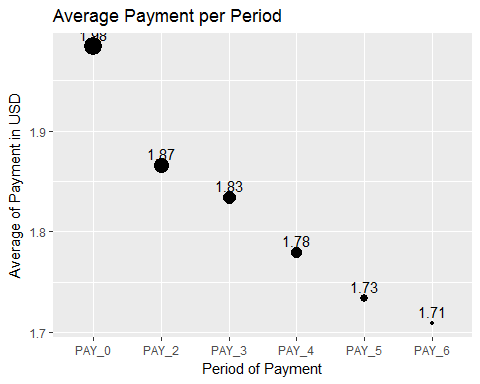 Average Payment per Period
Average of Payment in USD
1.9
1.8
1.7
1.98
1.87
1.83
1.78
1.73
1.71
PAY_0 PAY_2 PAY_3 PAY_4 PAY_5 PAY_6
Period of Payment